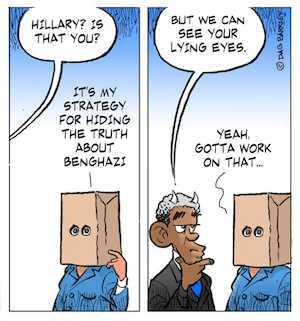 HILLARY? IS
THAT YOU?
IT'S MY
STRATEGY
FOR HIDING
THE TRUTH
ABOUT
BENGHAZI
BUT WE CAN
SEE YOUR
LYING EYES.
YEAH.
GOTTA WORK
ON THAT...